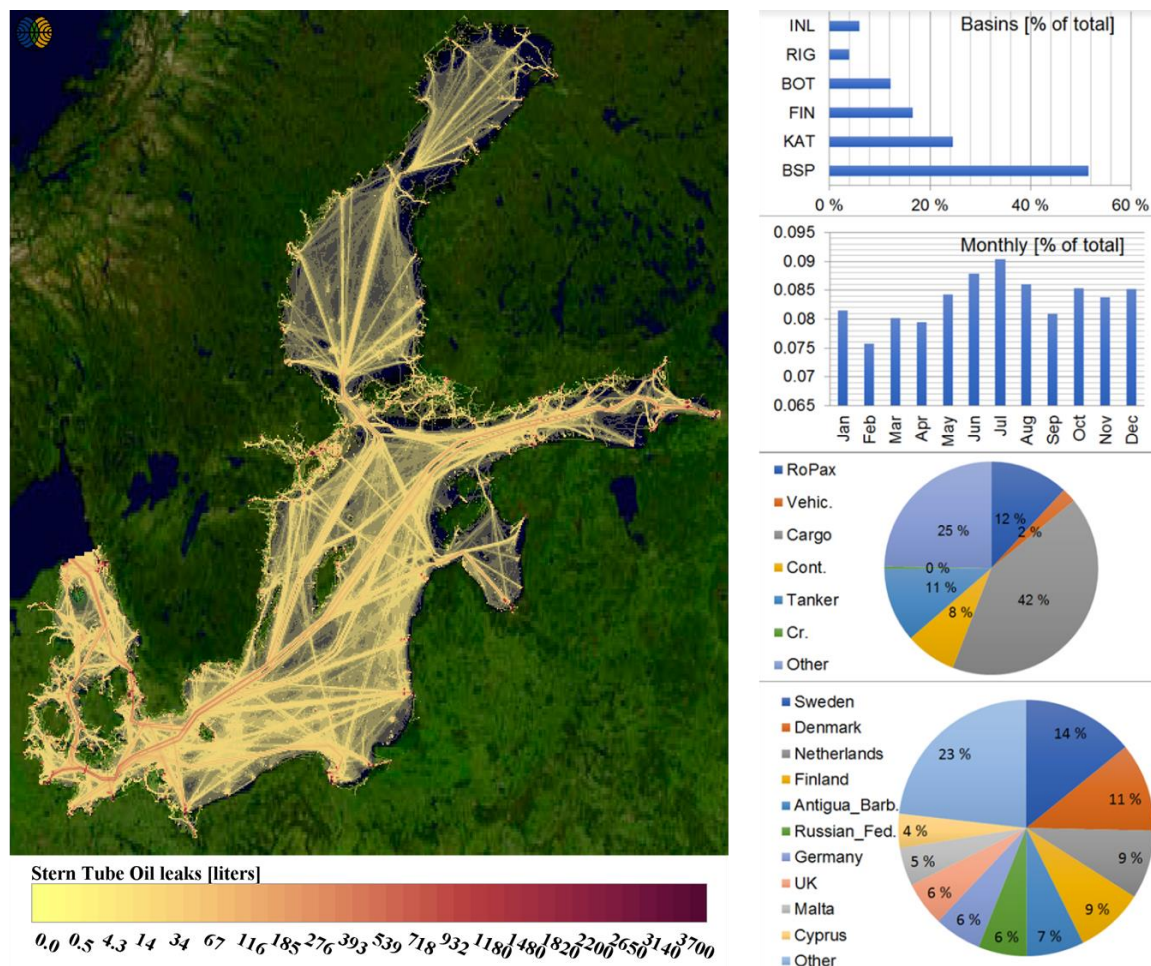 INL
RIG
BOT
FIN
KAT
BSP
Basins [% of total]
0 %
20 %
40 %
60 %
0.095
0.09
0.085
0.08
0.075
0.07
0.065
Monthly [% of total]
Jan
Feb
Mar
Apr
May
Jun
Jul
Aug
Sep
Oct
Nov
Dec
RoPax
Vehic.
Cargo
Cont.
Tanker
Cr.
Other
12 %
2 %
42 %
8 %
11 %
0 %
25 %
Sweden
Denmark
Netherlands
Finland
Antigua_Barb.
Russian_Fed.
Germany
UK
Malta
Cyprus
Other
14 %
11 %
9 %
9 %
7 %
6 %
6 %
6 %
5 %
4 %
23 %
Stern Tube Oil leaks [liters]
0.0
0.5
4.3
14
34
67
116
185
276
393
539
718
932
1180
1480
1820
2200
2650
3140
3700